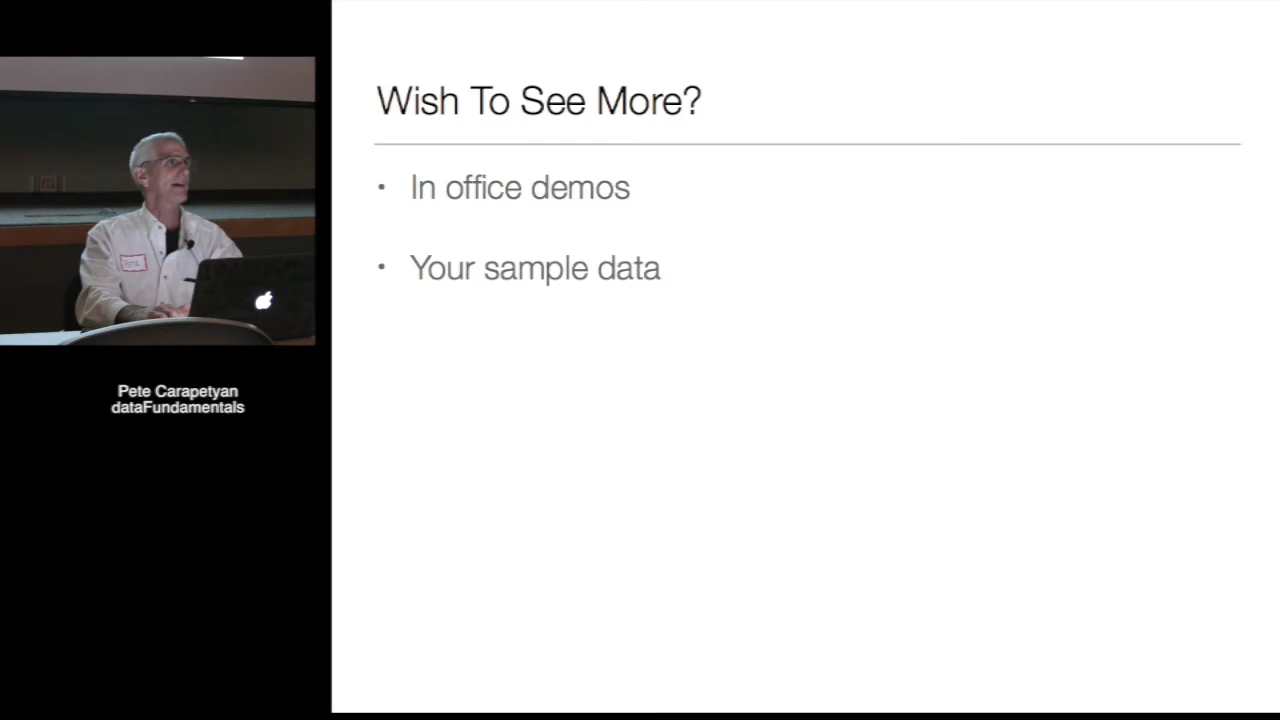 Wish To See More?
• In office demos
• Your sample data
Pete Carapetyan
dataFundamentals